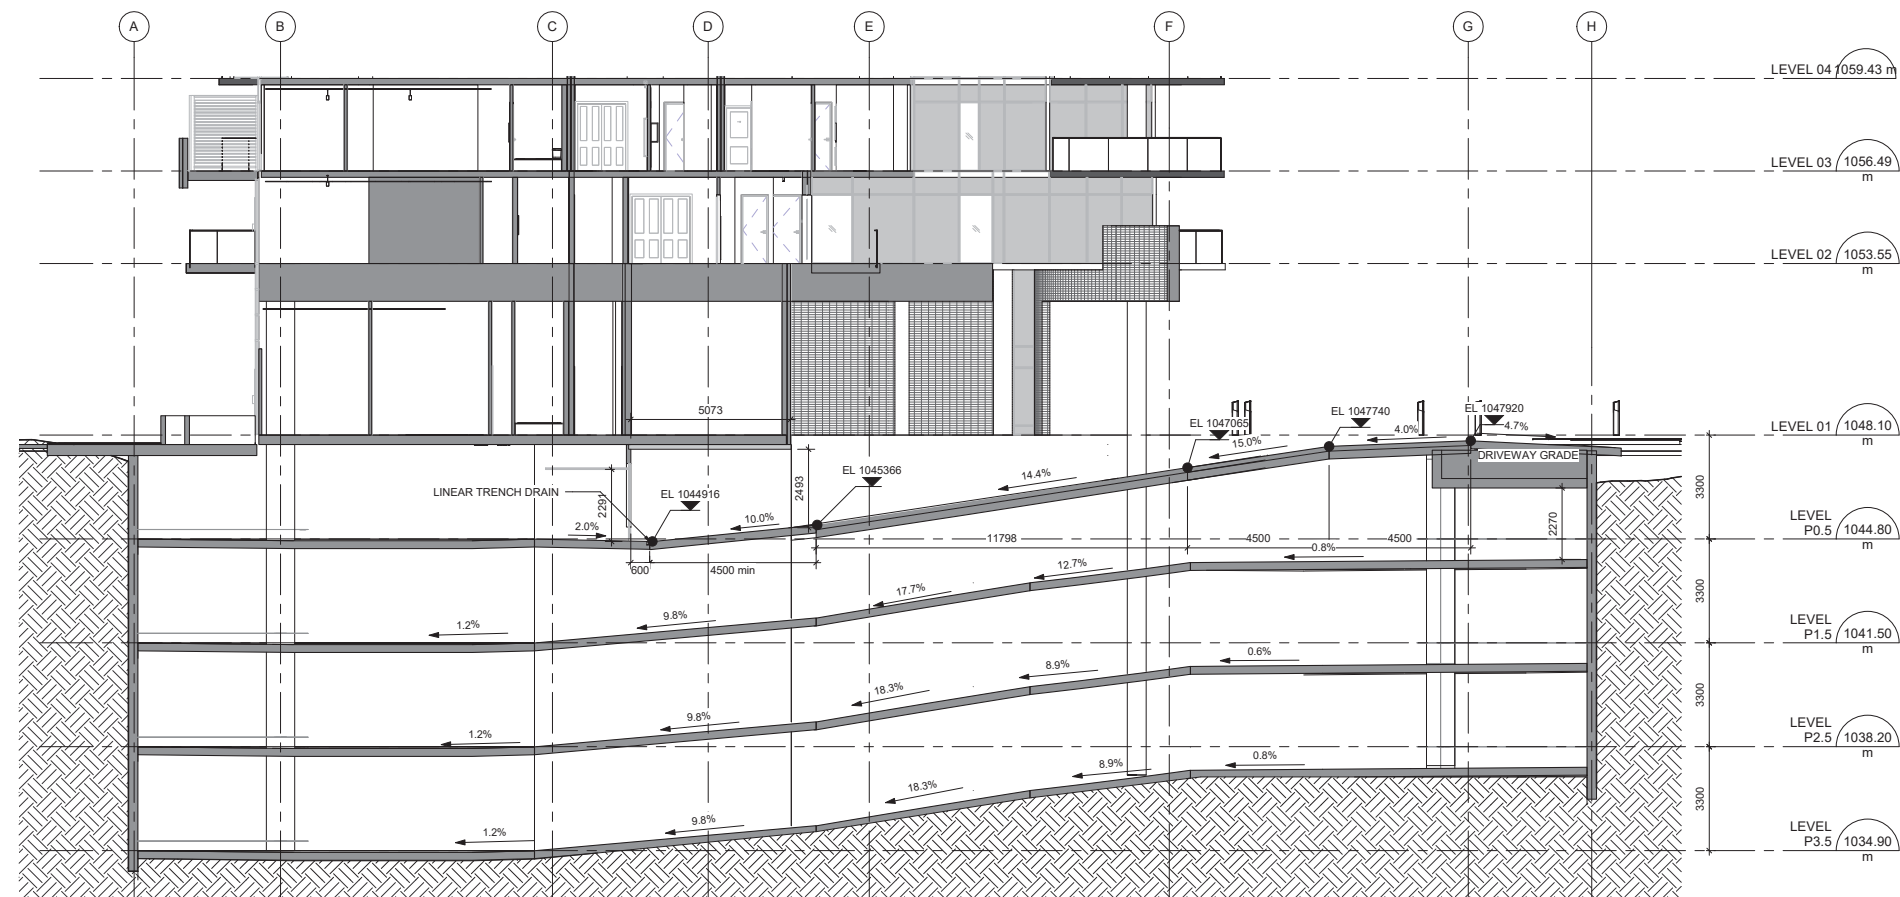 A
B
C
D
E
F
G
H
LEVEL 04 1059.43 m
LEVEL 03 1056.49
m
LEVEL 02 1053.55
m
5073
EL 1047065
EL 1047740
EL 1047920
4.0%
4.7%
LEVEL 01 1048.10
m
15.0%
DRIVEWAY GRADE
14.4%
EL 1045366
2493
LINEAR TRENCH DRAIN
2291
EL 1044916
3300
2.0%
10.0%
LEVEL
P0.5 1044.80
m
2270
11798
4500
4500
0.8%
600
4500 min
12.7%
17.7%
3300
9.8%
1.2%
LEVEL
P1.5 1041.50
m
0.6%
8.9%
18.3%
3300
9.8%
1.2%
LEVEL
P2.5 1038.20
m
0.8%
8.9%
18.3%
3300
9.8%
1.2%
LEVEL
P3.5 1034.90
m